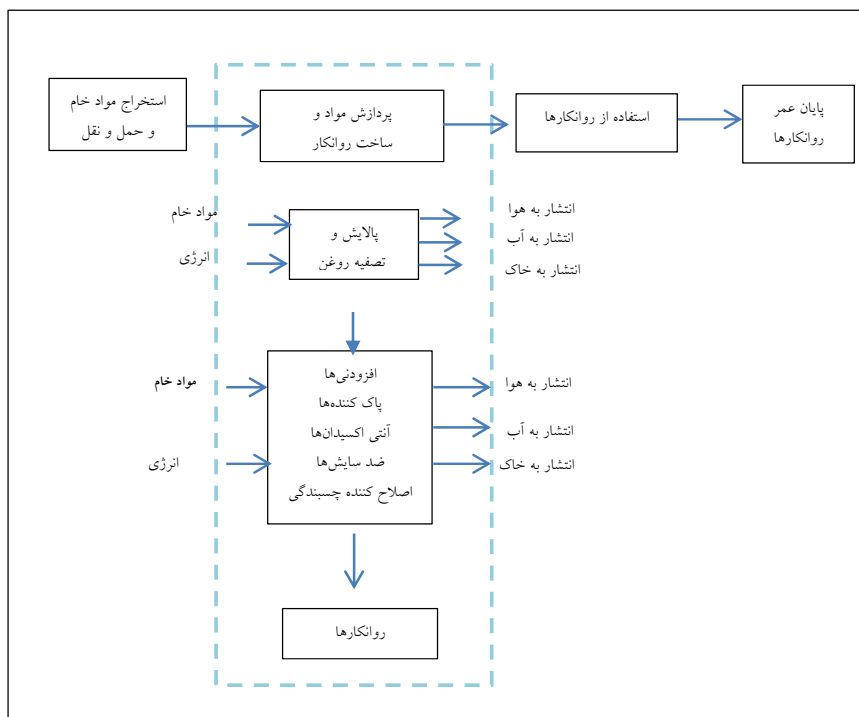 استخراج مواد خام
و حمل و نقل
پردازش مواد و
ساخت روانکار
استفاده از روانکارها
پایان عمر
روانکارها
مواد خام
انرژی
پالایش و
تصفیه روغن
انتشار به هوا
انتشار به آب
انتشار به خاک
مواد خام
انرژی
افزودنی‌ها
پاک کننده‌ها
آنتی اکسیدان‌ها
ضد سایش‌ها
اصلاح کننده چسبندگی
انتشار به هوا
انتشار به آب
انتشار به خاک
روانکارها